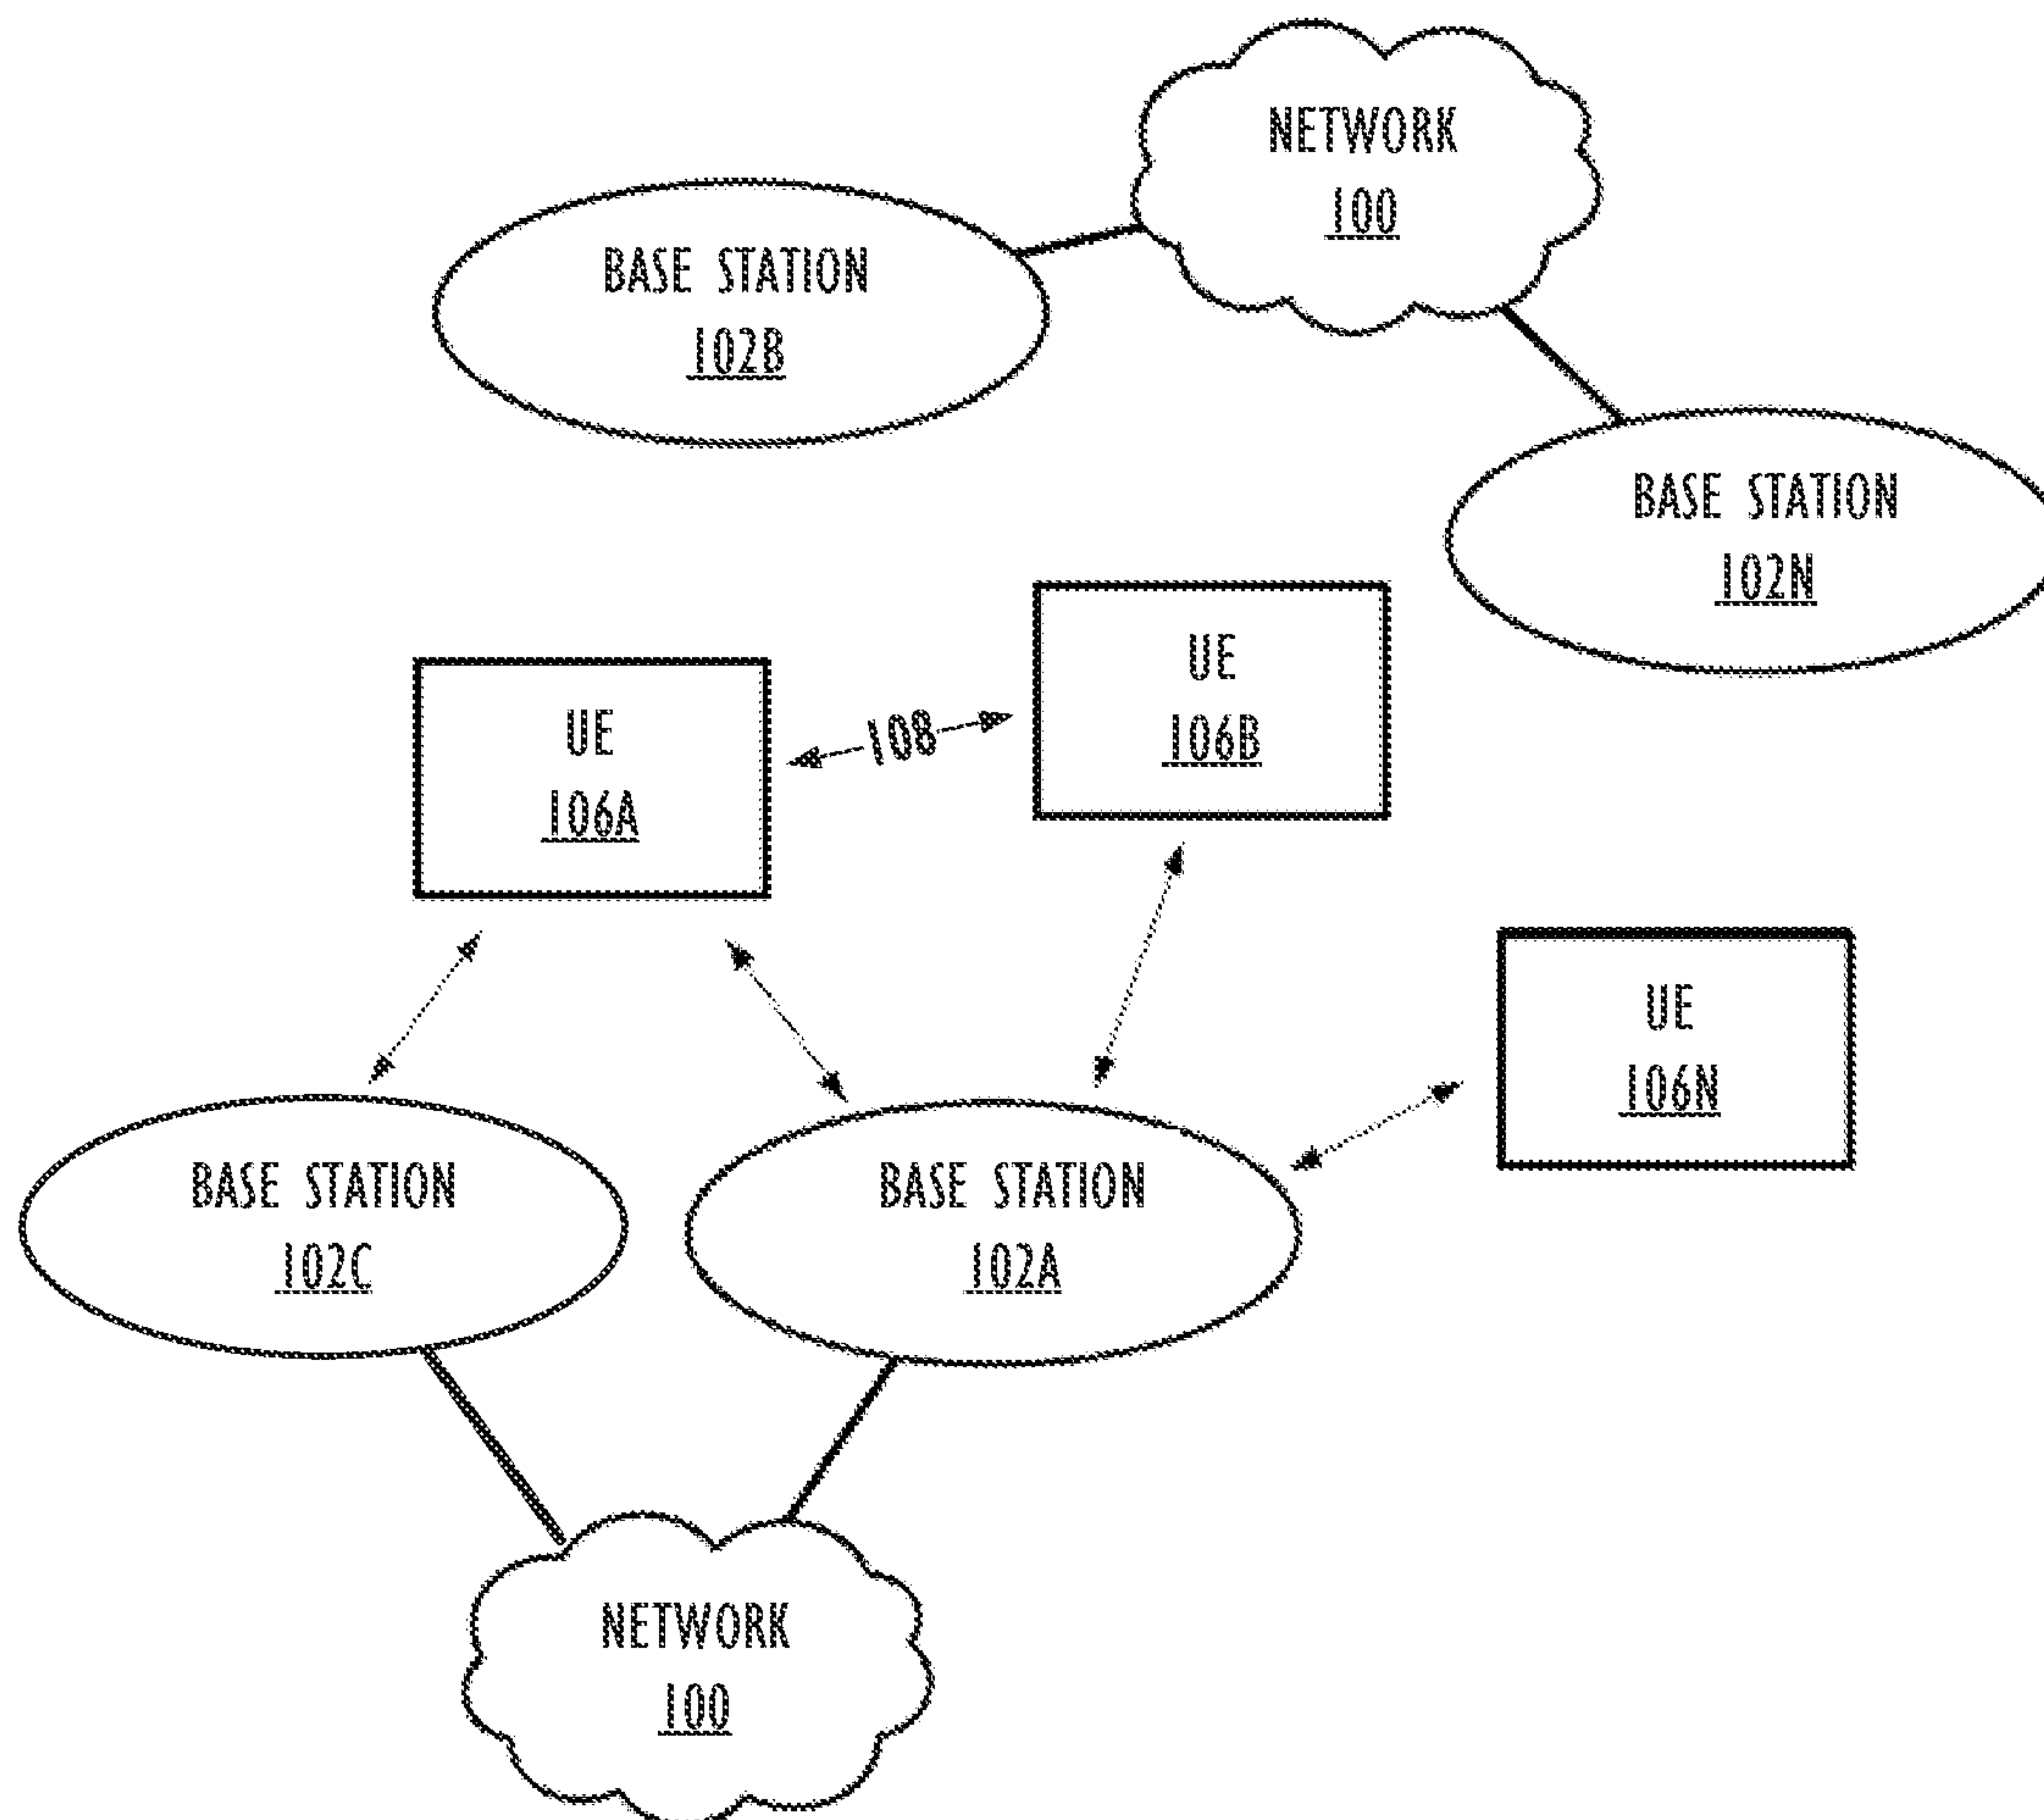 NETWORK
100
BASE STATION
102B
BASE STATION
102N
UE
106B
UE
106A
108
UE
106N
BASE STATION
102C
BASE STATION
102A
NETWORK
100